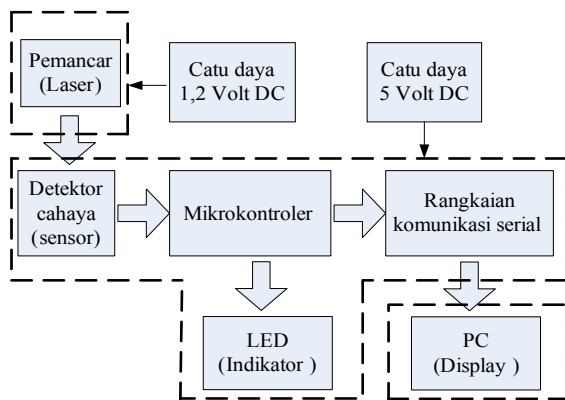 Pemancar
(Laser)
Catu daya
1,2 Volt DC
Catu daya
5 Volt DC
Detektor
cahaya
(sensor)
Mikrokontroler
Rangkaian
komunikasi serial
LED
(Indikator )
PC
(Display )